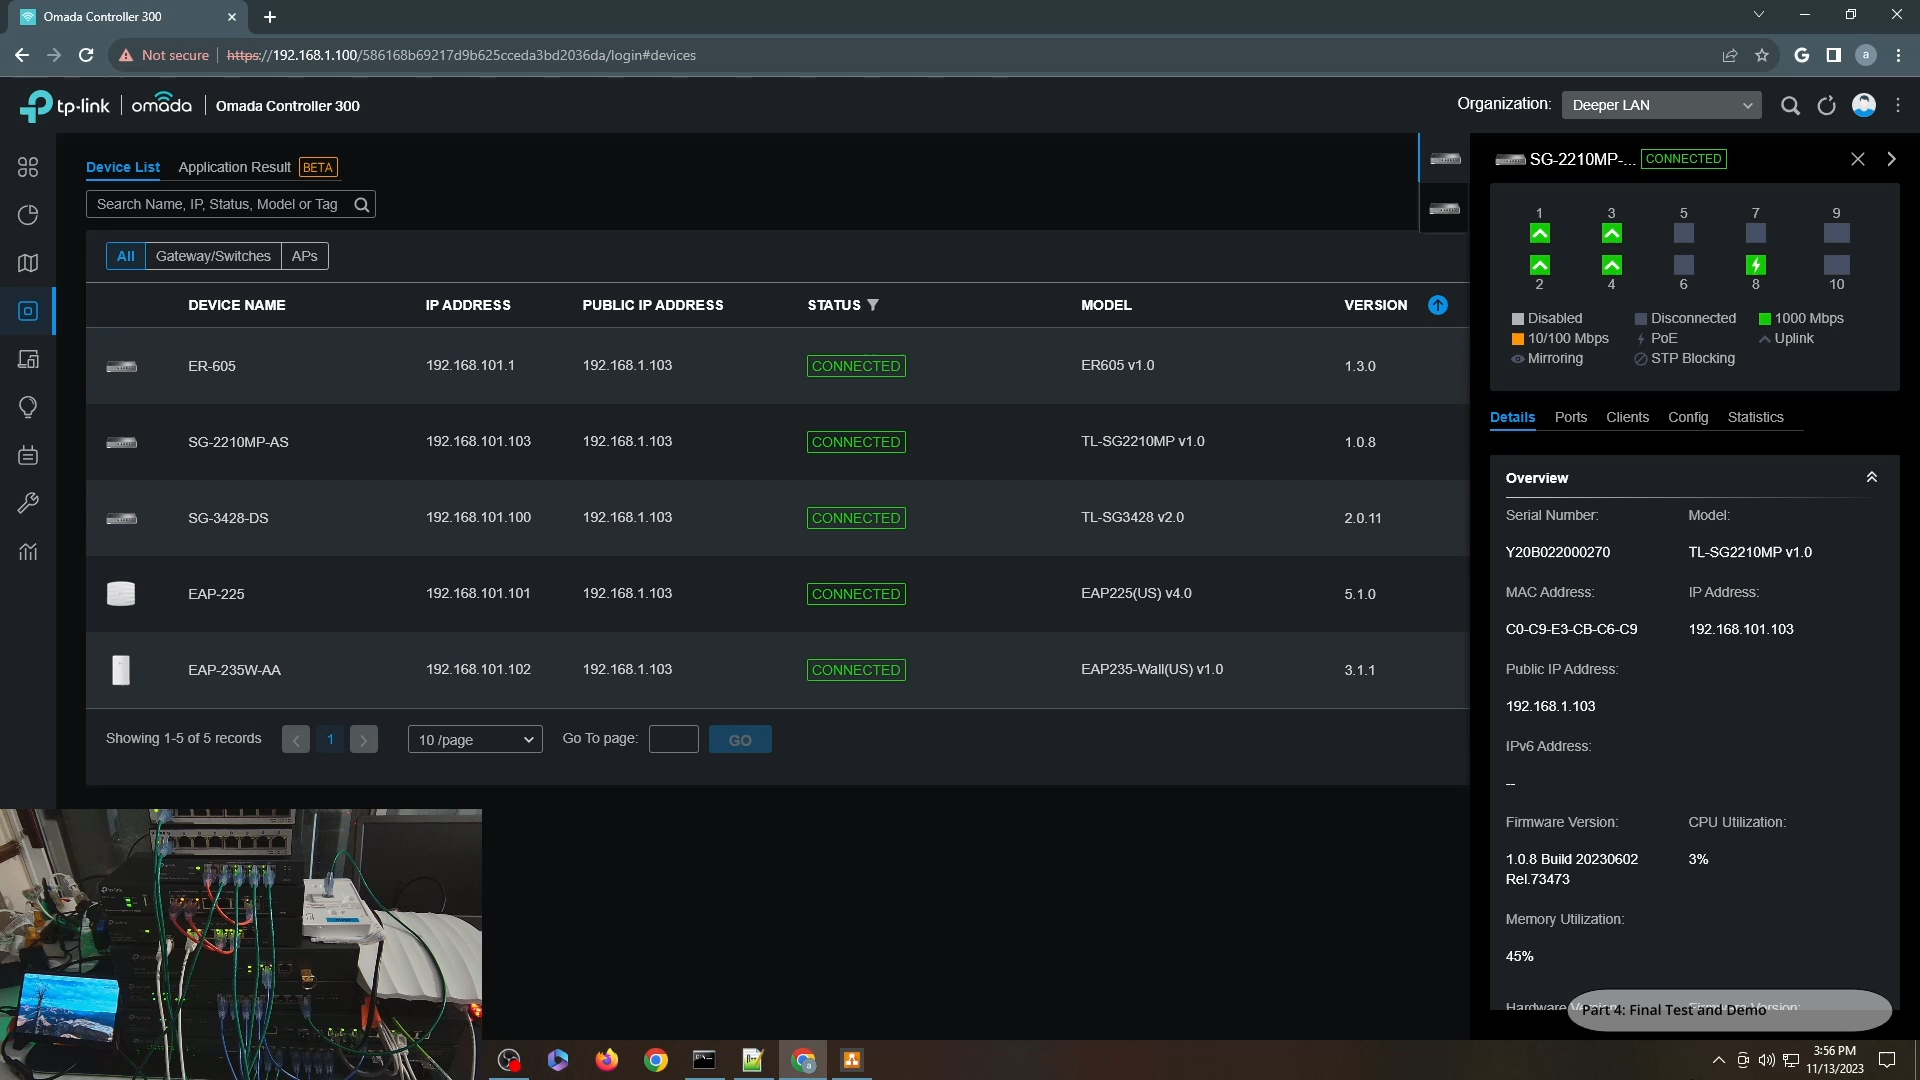 Omada Controller 300
Not secure
https://192.168.1.100/586168b69217d9b625cceda3bd2036da/login#devices
a
tp-link | omada | Omada Controller 300
Organization: Deeper LAN
Device List
Application Result BETA
Search Name, IP, Status, Model or Tag
All
Gateway/Switches
APs
DEVICE NAME IP ADDRESS PUBLIC IP ADDRESS STATUS MODEL VERSION
ER-605 192.168.101.1 192.168.1.103 CONNECTED ER605 v1.0 1.3.0
SG-2210MP-AS 192.168.101.103 192.168.1.103 CONNECTED TL-SG2210MP v1.0 1.0.8
SG-3428-DS 192.168.101.100 192.168.1.103 CONNECTED TL-SG3428 v2.0 2.0.11
EAP-225 192.168.101.101 192.168.1.103 CONNECTED EAP225(US) v4.0 5.1.0
EAP-235W-AA 192.168.101.102 192.168.1.103 CONNECTED EAP235-Wall(US) v1.0 3.1.1
Showing 1-5 of 5 records
1
10 /page
Go To page:
GO
SG-2210MP-... CONNECTED
1 3 5 7 9
2 4 6 8 10
Disabled Disconnected 1000 Mbps
10/100 Mbps PoE Uplink
Mirroring STP Blocking
Details Ports Clients Config Statistics
Overview
Serial Number: Model:
Y20B022000270 TL-SG2210MP v1.0
MAC Address: IP Address:
C0-C9-E3-CB-C6-C9 192.168.101.103
Public IP Address:
192.168.1.103
IPv6 Address:
--
Firmware Version: CPU Utilization:
1.0.8 Build 20230602 3%
Rel.73473
Memory Utilization:
45%
Hardware Version: Firmware Version:
Part 4: Final Test and Demo
3:56 PM
11/13/2023